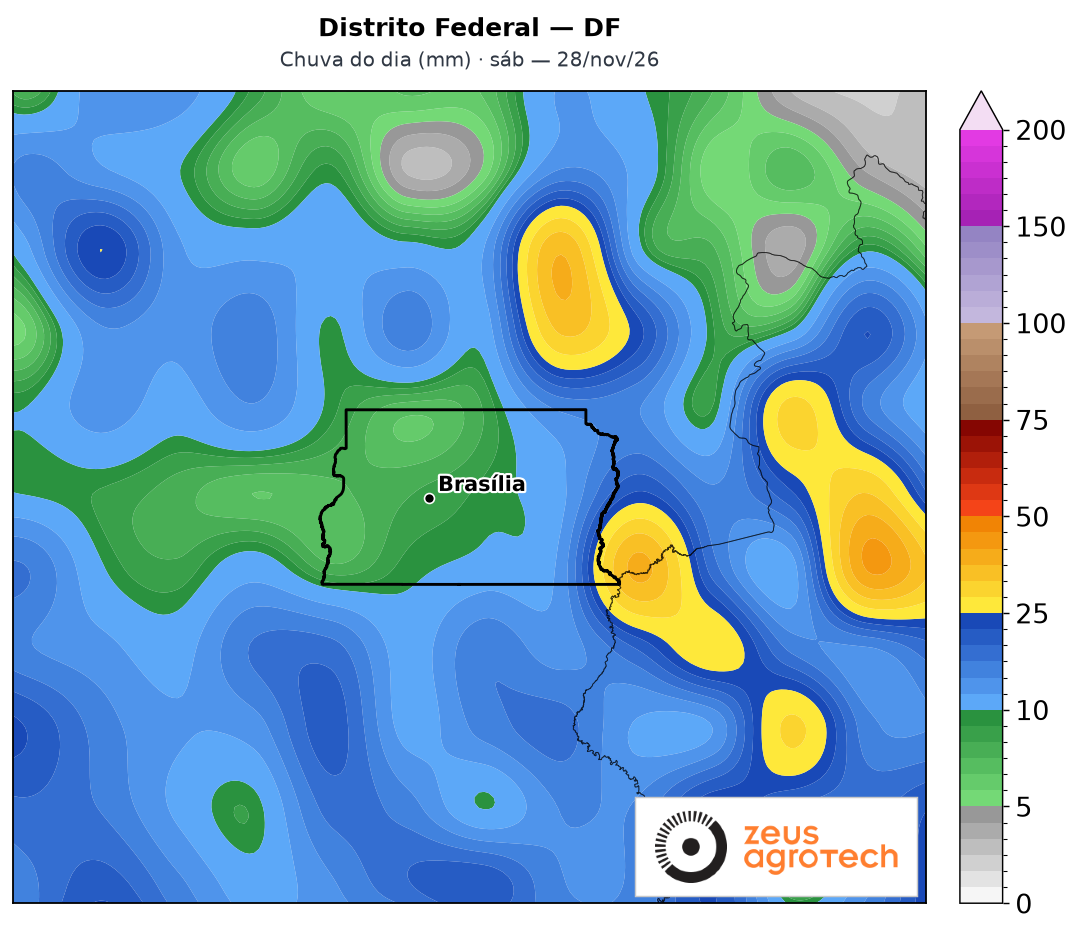 Distrito Federal — DF
Chuva do dia (mm) · sáb — 28/nov/26
200
150
100
75
50
25
10
5
0
Brasília
zeus
agrotech